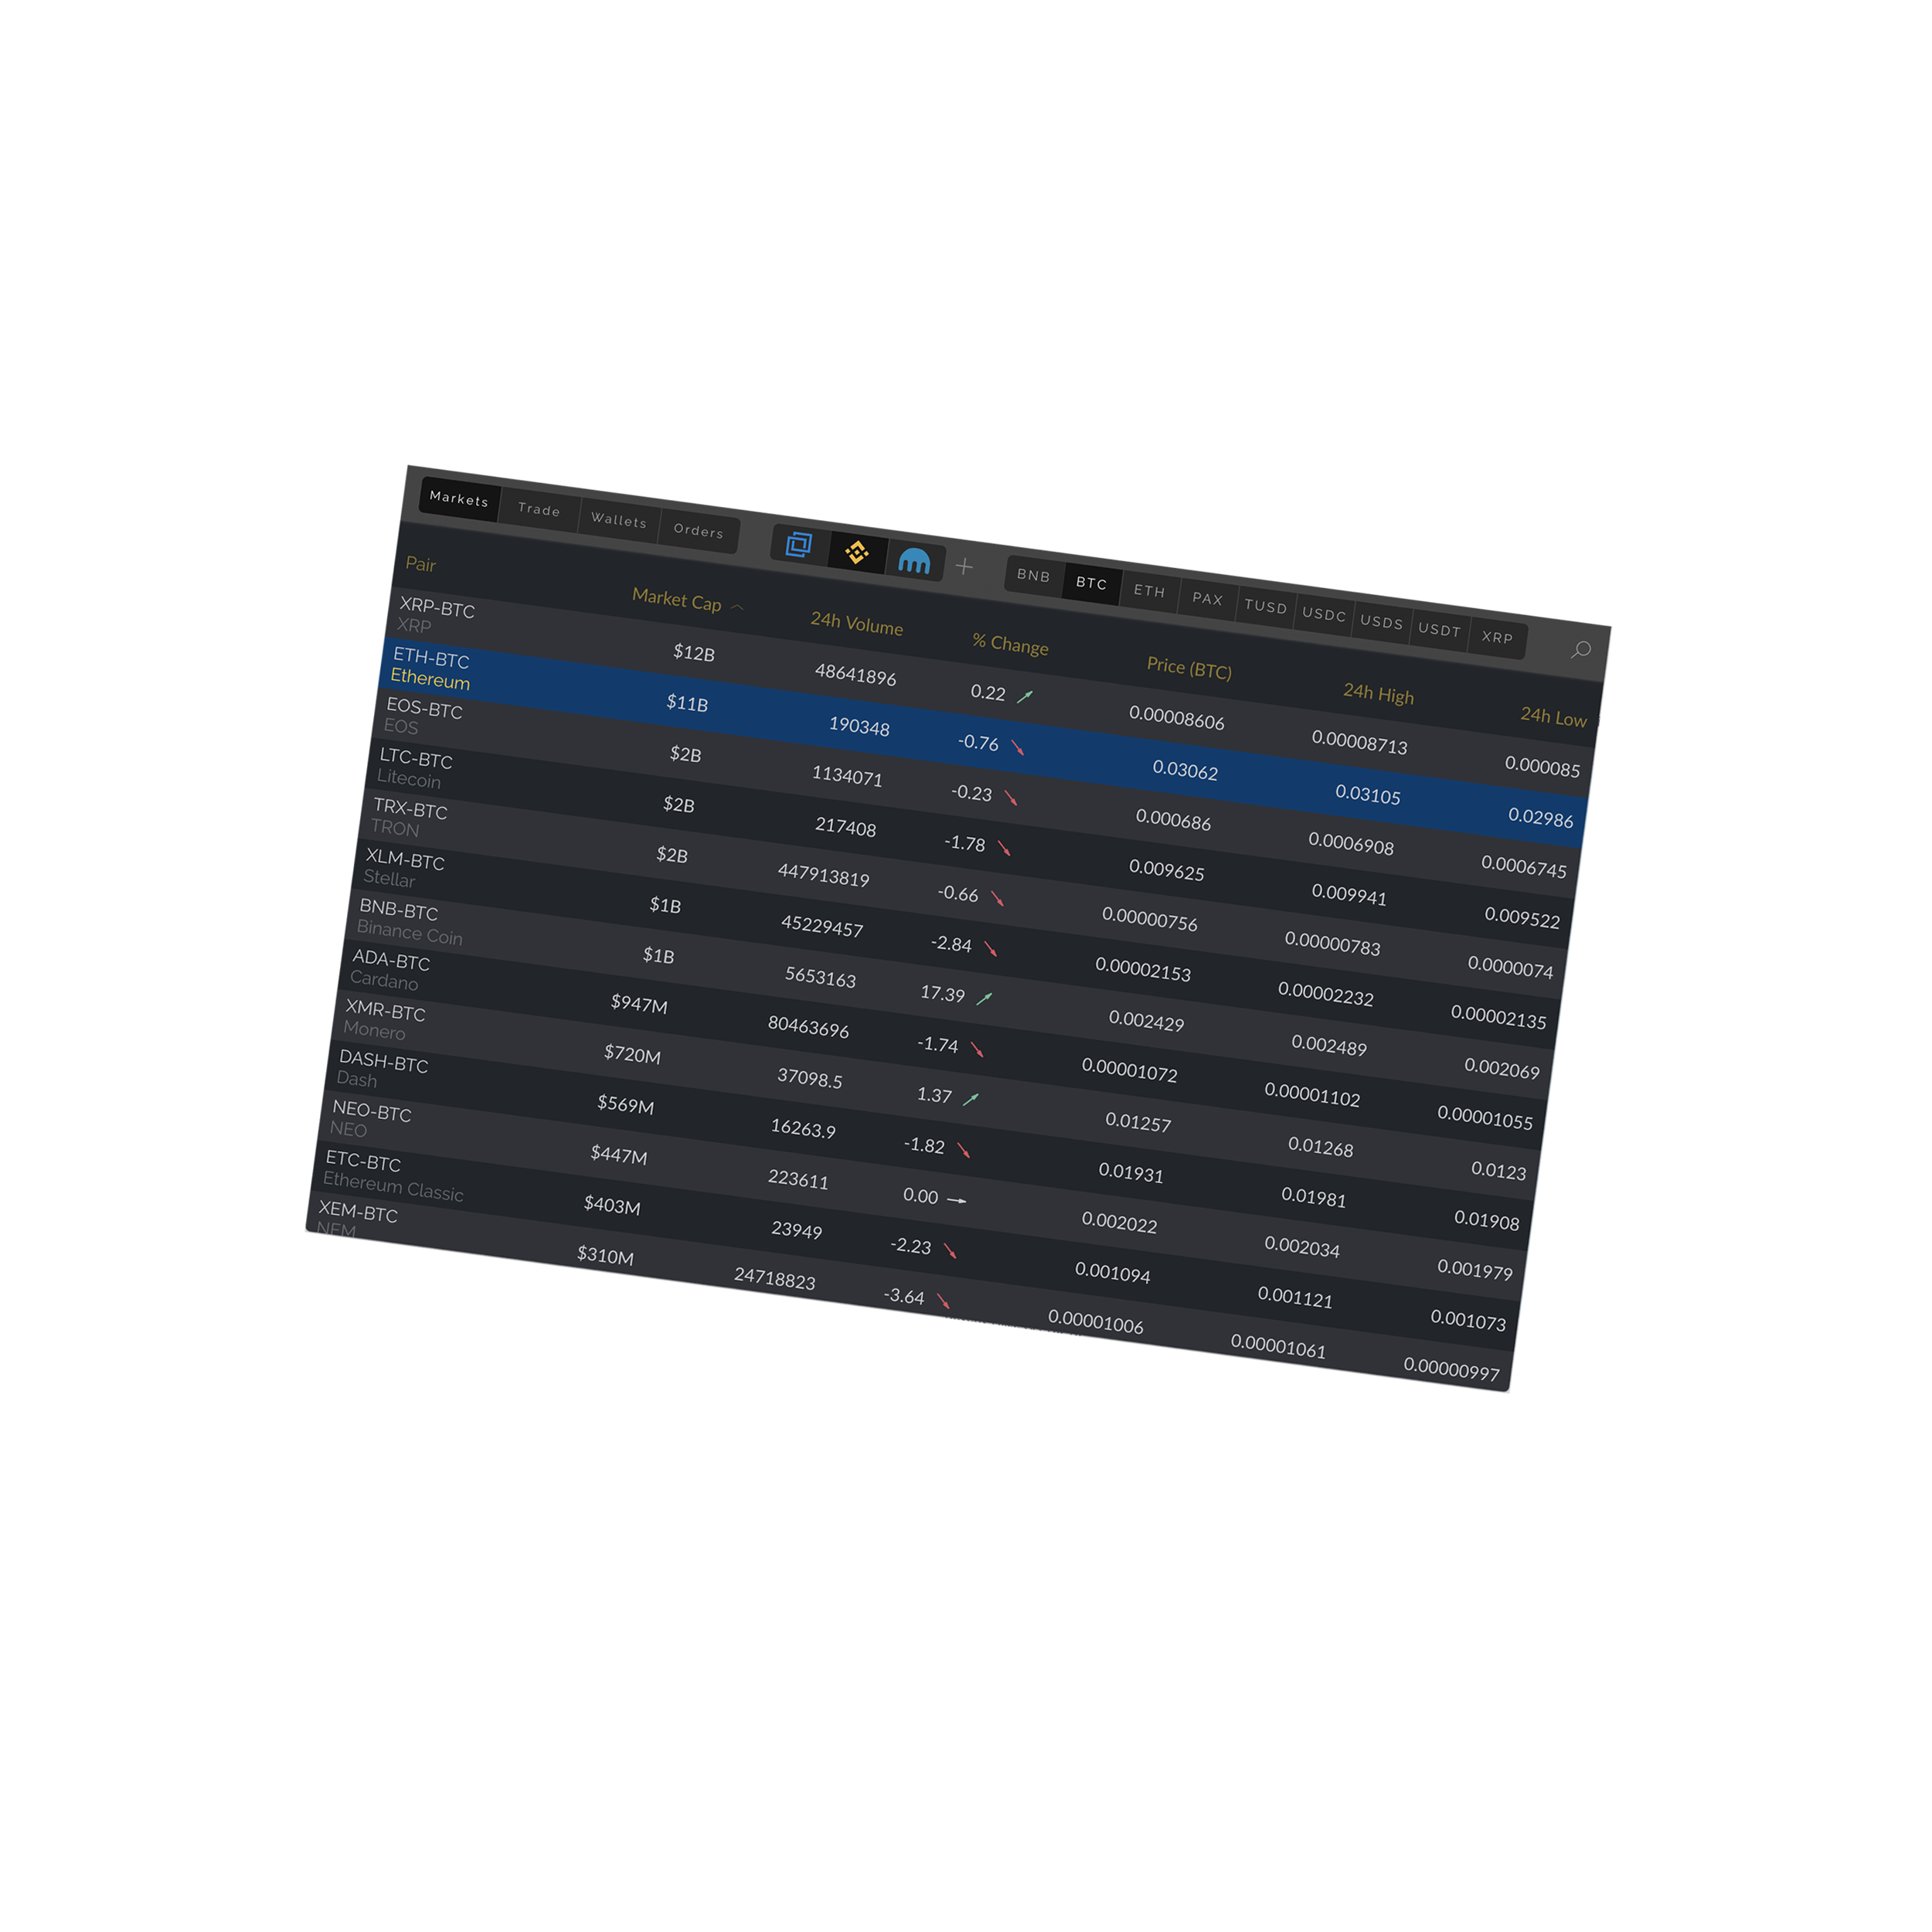 Markets Trade Wallets Orders BNB BTC ETH PAX TUSD USDC USDS USDT XRP
Pair Market Cap 24h Volume % Change Price (BTC) 24h High 24h Low
XRP-BTC $12B 48641896 0.22 0.00008606 0.00008713 0.000085
XRP
ETH-BTC $11B 190348 -0.76 0.03062 0.03105 0.02986
Ethereum
EOS-BTC $2B 1134071 -0.23 0.000686 0.0006908 0.0006745
EOS
LTC-BTC $2B 217408 -1.78 0.009625 0.009941 0.009522
Litecoin
TRX-BTC $2B 447913819 -0.66 0.00000756 0.00000783 0.0000074
TRON
XLM-BTC $1B 45229457 -2.84 0.00002153 0.00002232 0.00002135
Stellar
BNB-BTC $1B 5653163 17.39 0.002429 0.002489 0.002069
Binance Coin
ADA-BTC $947M 80463696 -1.74 0.00001072 0.00001102 0.00001055
Cardano
XMR-BTC $720M 37098.5 1.37 0.01257 0.01268 0.0123
Monero
DASH-BTC $569M 16263.9 -1.82 0.01931 0.01981 0.01908
Dash
NEO-BTC $447M 223611 0.00 0.002022 0.002034 0.001979
NEO
ETC-BTC $403M 23949 -2.23 0.001094 0.001121 0.001073
Ethereum Classic
XEM-BTC $310M 24718823 -3.64 0.00001006 0.00001061 0.00000997
NEM